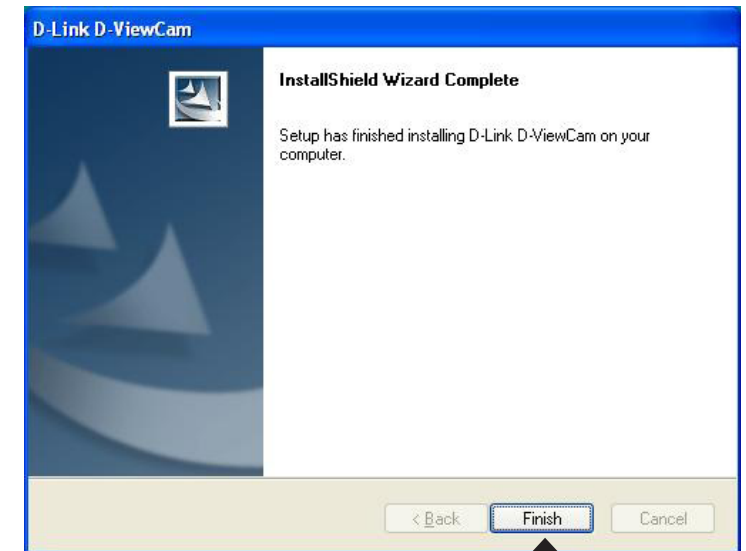 D-Link D-ViewCam
InstallShield Wizard Complete
Setup has finished installing D-Link D-ViewCam on your
computer.
< Back Finish Cancel